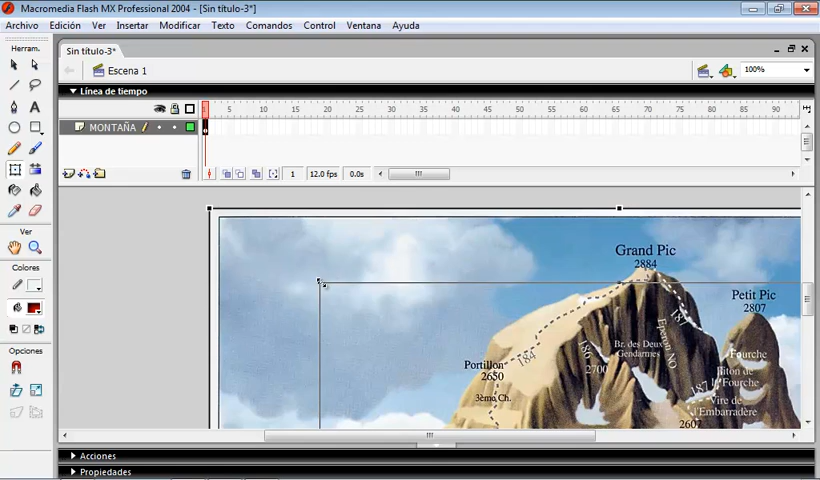 Macromedia Flash MX Professional 2004 - [Sin título-3*]
Archivo Edición Ver Insertar Modificar Texto Comandos Control Ventana Ayuda
Herram.
Sin título-3*
Escena 1
100%
Línea de tiempo
1 5 10 15 20 25 30 35 40 45 50 55 60 65 70 75 80 85 90
MONTAÑA
1 12.0 fps 0.0s
Ver
Colores
Opciones
Grand Pic
2884
Petit Pic
2807
187
Eperon NO
Br. des Deux
Gendarmes
186
2700
Portillon
2650
184
3ème Ch.
Fourche
la Fourche
187
Vire de
l'Embarradère
2607
Acciones
Propiedades